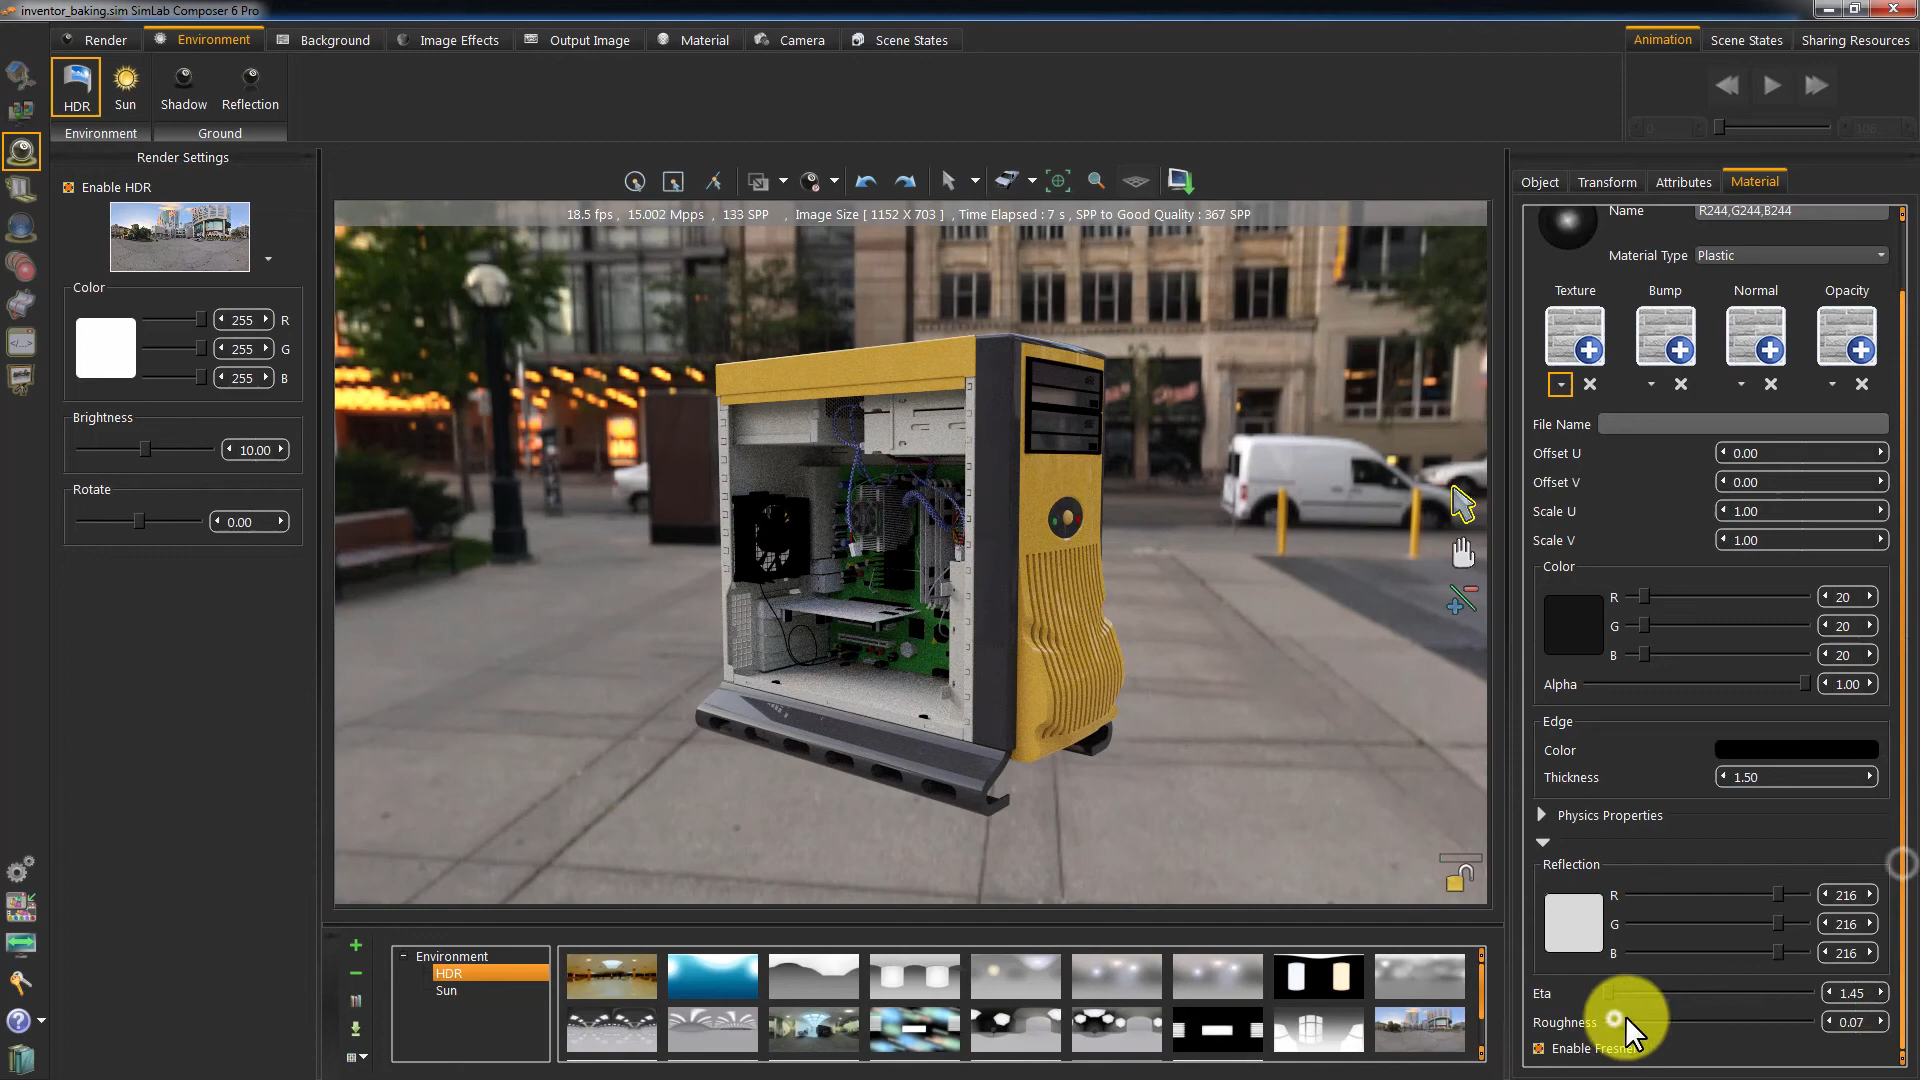 inventor_baking.sim SimLab Composer 6 Pro
Render Environment Background Image Effects Output Image Material Camera Scene States
Animation Scene States Sharing Resources
HDR Sun Shadow Reflection
Environment Ground
Render Settings
Enable HDR
Color
255 R
255 G
255 B
Brightness
10.00
Rotate
0.00
18.5 fps , 15.002 Mpps , 133 SPP , Image Size [ 1152 X 703 ] , Time Elapsed : 7 s , SPP to Good Quality : 367 SPP
Environment
HDR
Sun
Object Transform Attributes Material
Name R244,G244,B244
Material Type Plastic
Texture Bump Normal Opacity
File Name
Offset U 0.00
Offset V 0.00
Scale U 1.00
Scale V 1.00
Color
R 20
G 20
B 20
Alpha 1.00
Edge
Color
Thickness 1.50
Physics Properties
Reflection
R 216
G 216
B 216
Eta 1.45
Roughness 0.07
Enable Fresnel